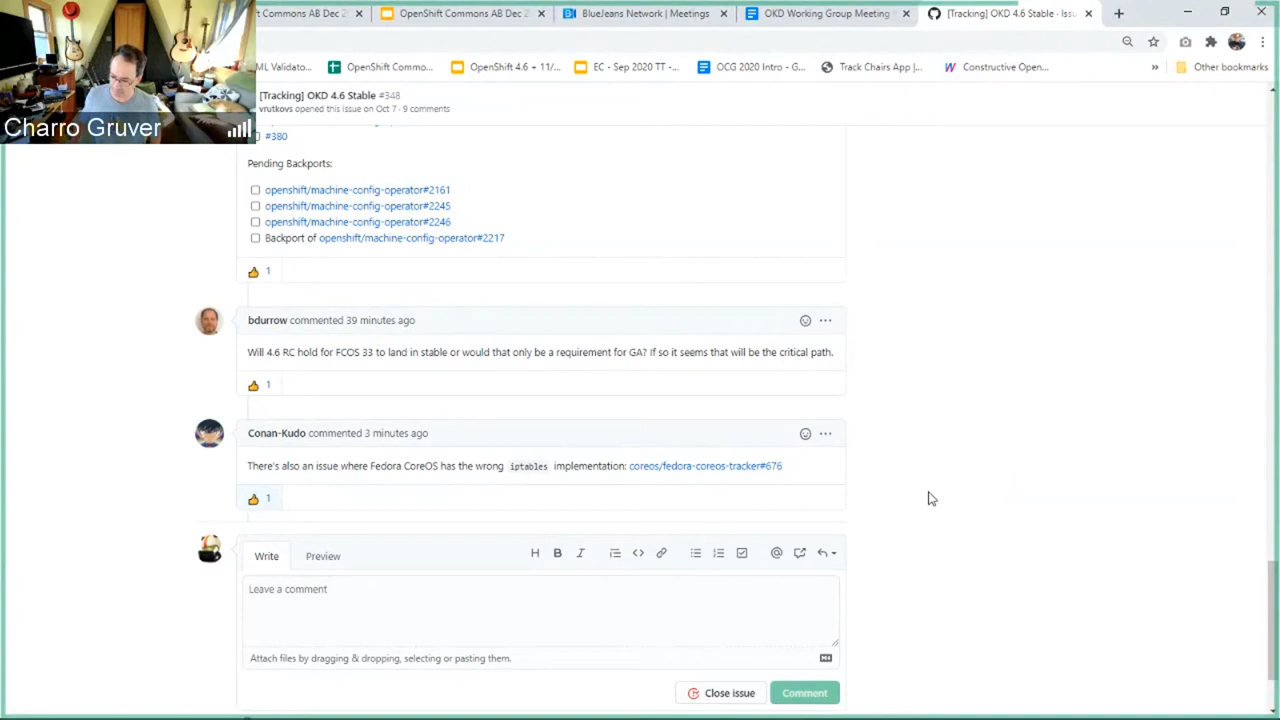 ft Commons AB Dec 2
OpenShift Commons AB Dec 2
BlueJeans Network | Meetings
OKD Working Group Meeting
[Tracking] OKD 4.6 Stable · Issu
ML Validato...
OpenShift Commo...
OpenShift 4.6 + 11/...
EC - Sep 2020 TT -...
OCG 2020 Intro - G...
Track Chairs App |...
Constructive Open...
»
Other bookmarks
Charro Gruver
[Tracking] OKD 4.6 Stable #348
vrutkovs opened this issue on Oct 7 · 9 comments
#380
Pending Backports:
openshift/machine-config-operator#2161
openshift/machine-config-operator#2245
openshift/machine-config-operator#2246
Backport of openshift/machine-config-operator#2217
1
bdurrow commented 39 minutes ago
Will 4.6 RC hold for FCOS 33 to land in stable or would that only be a requirement for GA? If so it seems that will be the critical path.
1
Conan-Kudo commented 3 minutes ago
There's also an issue where Fedora CoreOS has the wrong iptables implementation: coreos/fedora-coreos-tracker#676
1
Write
Preview
H B I
Leave a comment
Attach files by dragging & dropping, selecting or pasting them.
Close issue
Comment